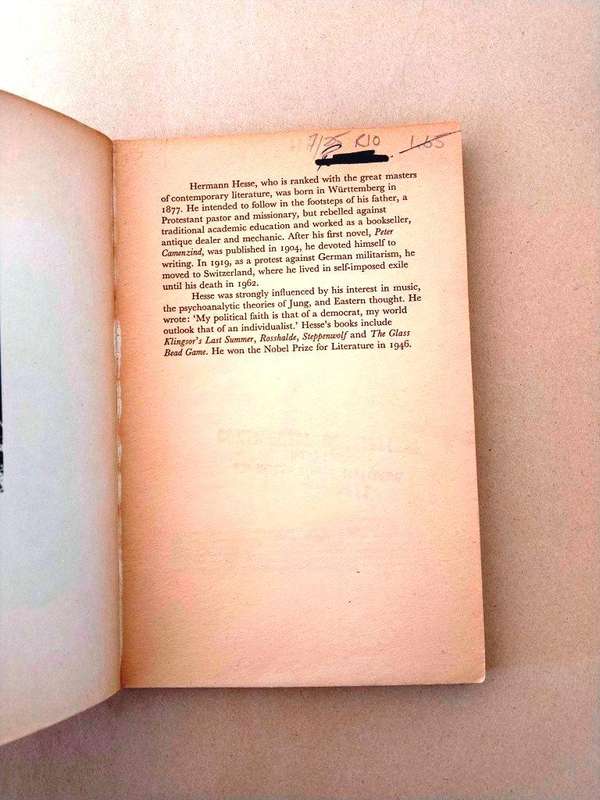 7/25 R10 1.65
Hermann Hesse, who is ranked with the great masters
of contemporary literature, was born in Württemberg in
1877. He intended to follow in the footsteps of his father, a
Protestant pastor and missionary, but rebelled against
traditional academic education and worked as a bookseller,
antique dealer and mechanic. After his first novel, Peter
Camenzind, was published in 1904, he devoted himself to
writing. In 1919, as a protest against German militarism, he
moved to Switzerland, where he lived in self-imposed exile
until his death in 1962.
Hesse was strongly influenced by his interest in music,
the psychoanalytic theories of Jung, and Eastern thought. He
wrote: 'My political faith is that of a democrat, my world
outlook that of an individualist.' Hesse's books include
Klingsor's Last Summer, Rosshalde, Steppenwolf and The Glass
Bead Game. He won the Nobel Prize for Literature in 1946.